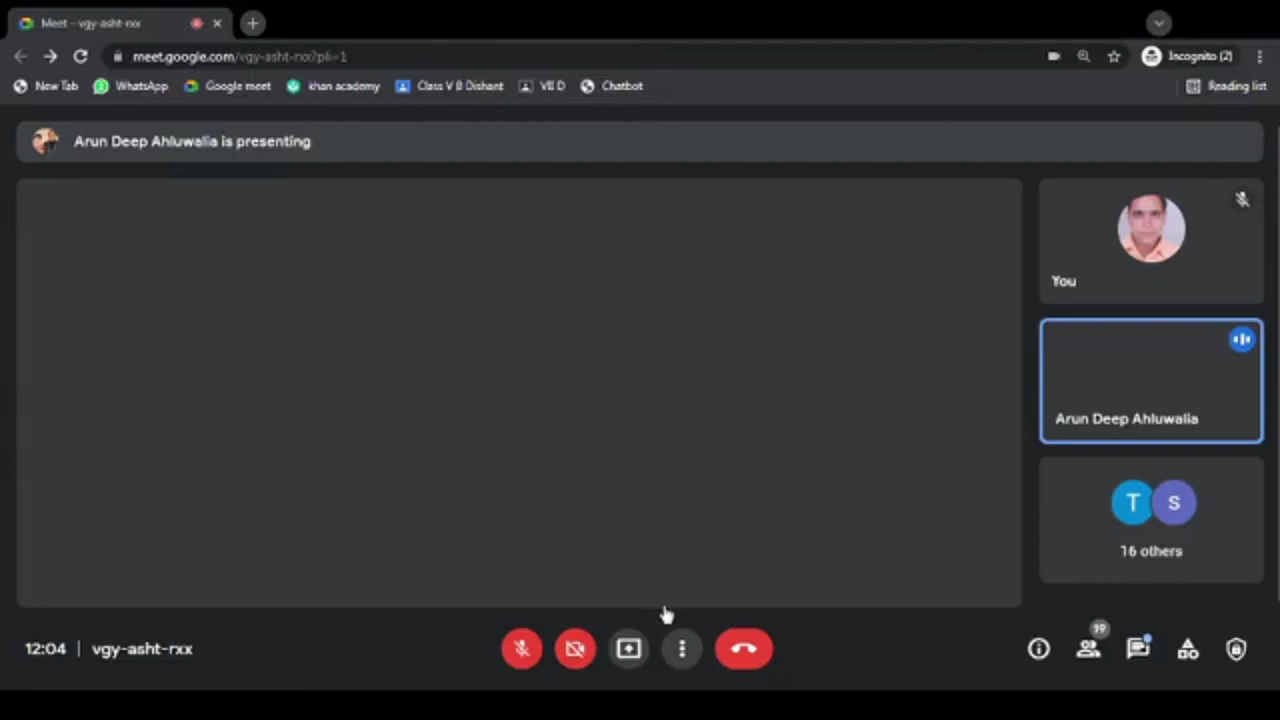 Meet - vgy-asht-rxx
meet.google.com/vgy-asht-rxx?pli=1
Incognito (2)
New Tab
WhatsApp
Google meet
khan academy
Class V B Dishant
VII D
Chatbot
Reading list
Arun Deep Ahluwalia is presenting
You
Arun Deep Ahluwalia
T
S
16 others
12:04 | vgy-asht-rxx
19